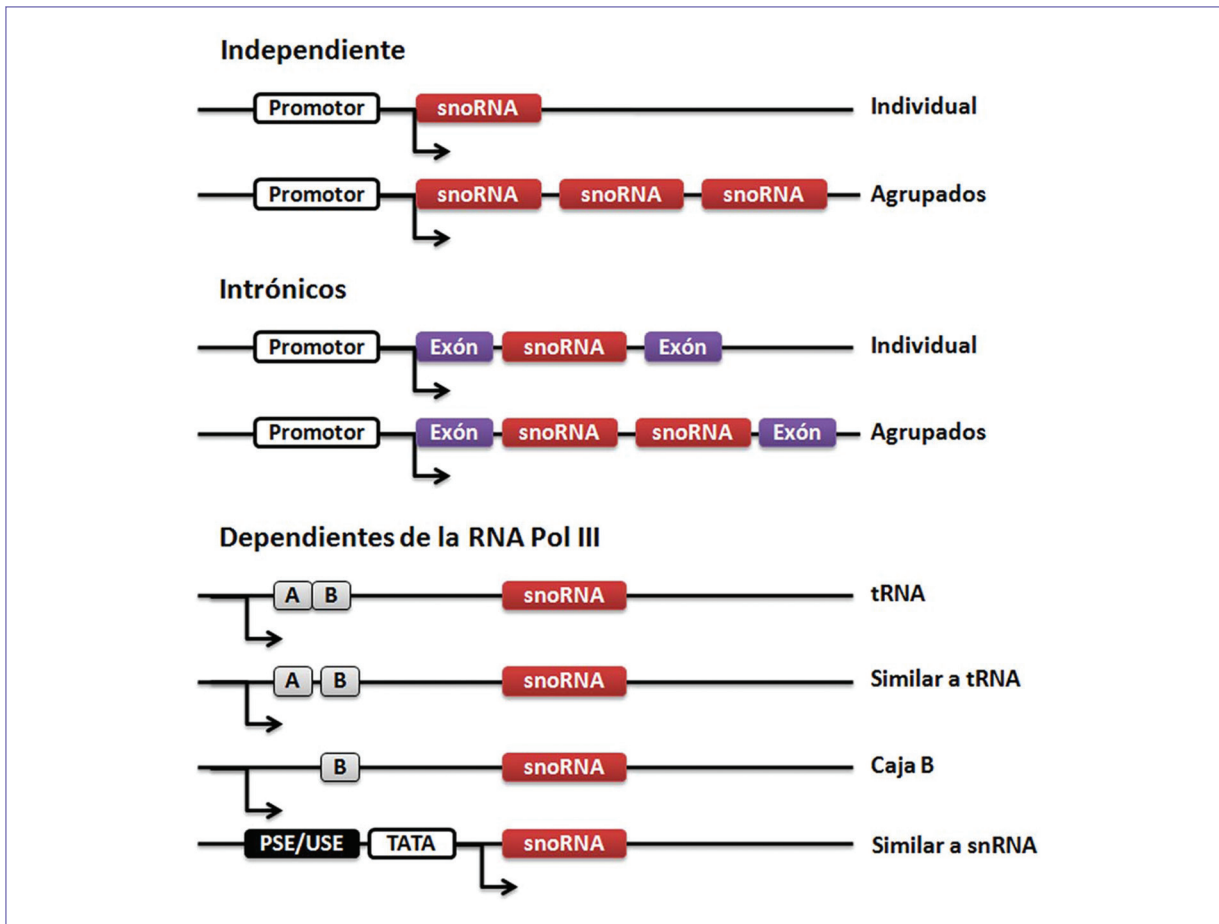 Independiente
Promotor snoRNA Individual
Promotor snoRNA snoRNA snoRNA Agrupados
Intrónicos
Promotor Exón snoRNA Exón Individual
Promotor Exón snoRNA snoRNA Exón Agrupados
Dependientes de la RNA Pol III
A B snoRNA tRNA
A B snoRNA Similar a tRNA
B snoRNA Caja B
PSE/USE TATA snoRNA Similar a snRNA